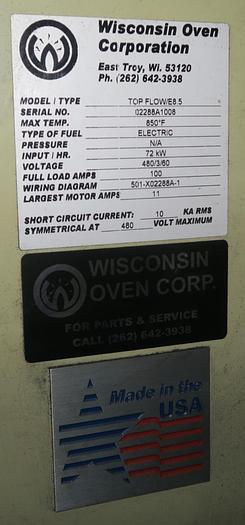 Wisconsin Oven
Corporation
East Troy, Wi. 53120
Ph. (262) 642-3938
MODEL / TYPE TOP FLOW/E8.5
SERIAL NO. 02288A1008
MAX TEMP. 850°F
TYPE OF FUEL ELECTRIC
PRESSURE N/A
INPUT / HR. 72 kW
VOLTAGE 480/3/60
FULL LOAD AMPS 100
WIRING DIAGRAM 501-X02288A-1
LARGEST MOTOR AMPS 11
SHORT CIRCUIT CURRENT: 10 KA RMS
SYMMETRICAL AT 480 VOLT MAXIMUM
WISCONSIN
OVEN CORP.
FOR PARTS & SERVICE
CALL (262) 642-3938
Made in the
USA